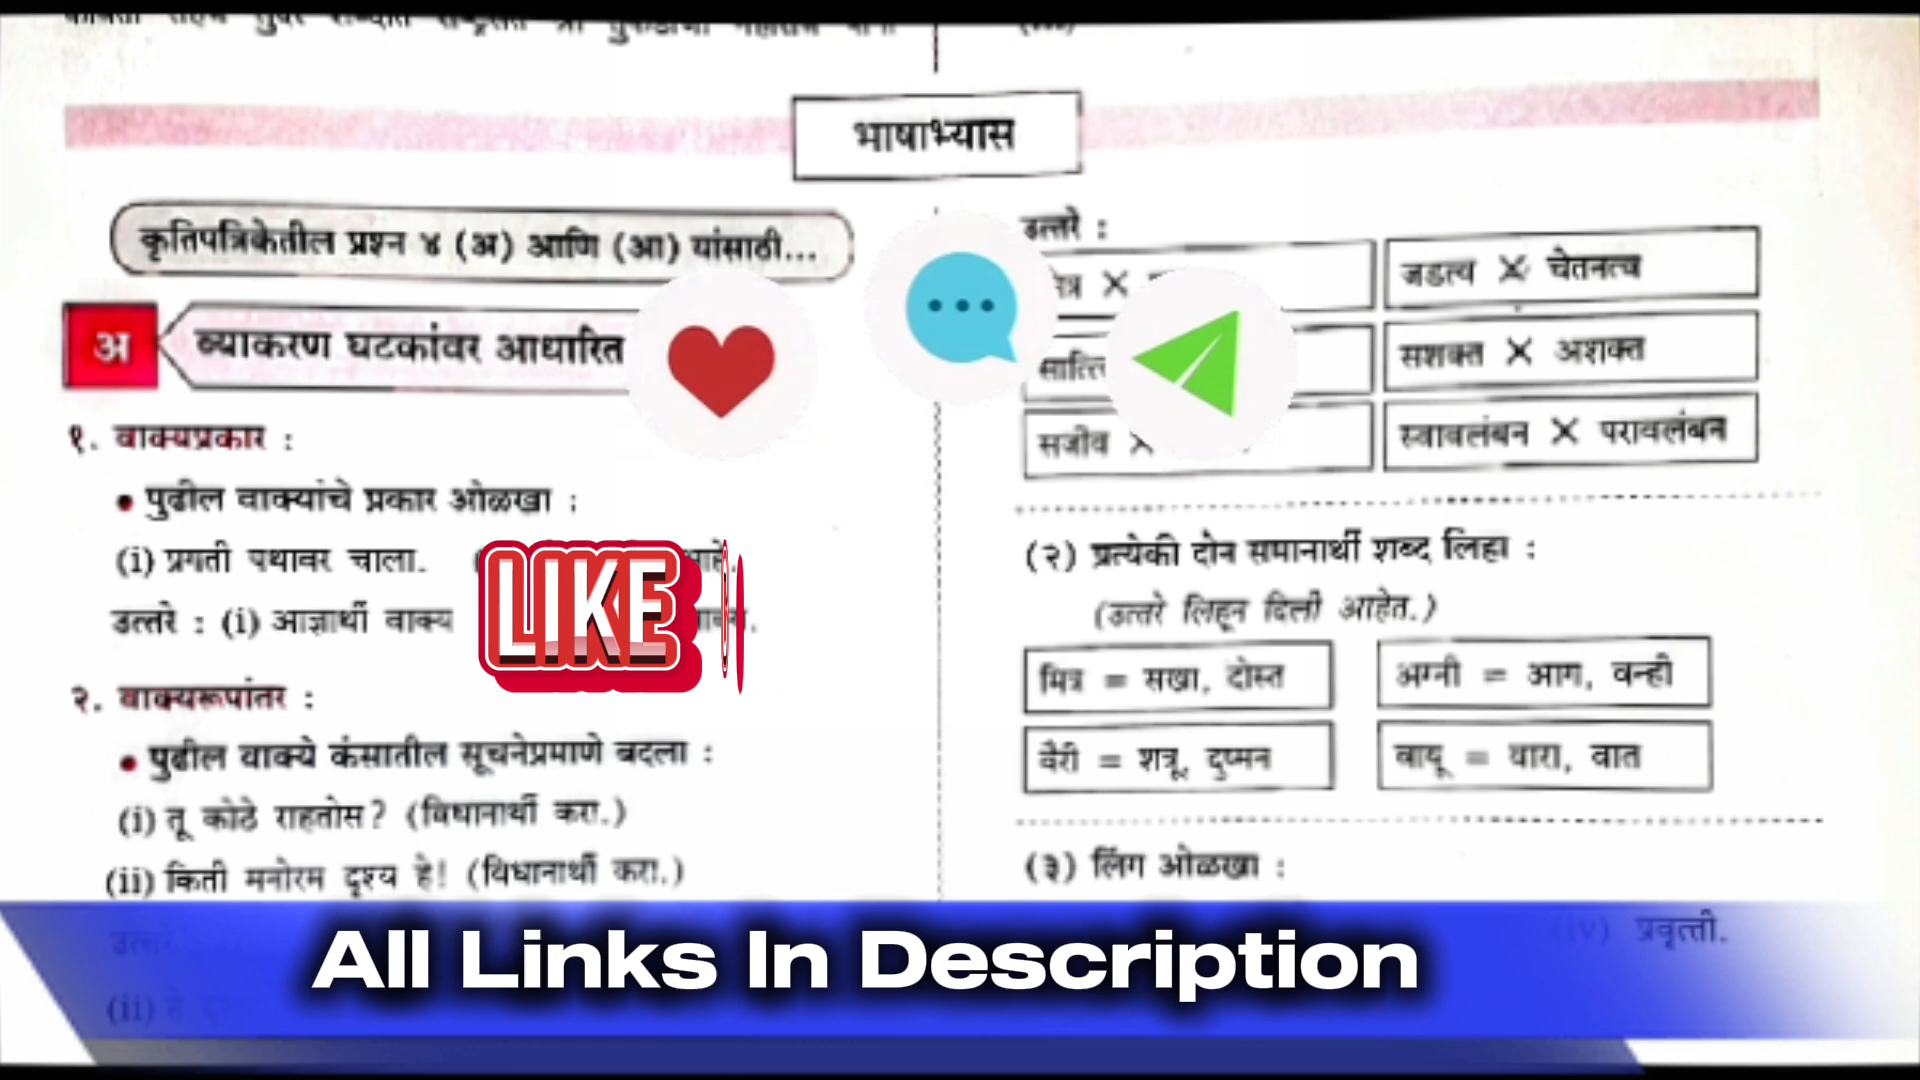 भाषाभ्यास
कृतिपत्रिकेतील प्रश्न ४ (अ) आणि (आ) यांसाठी...
अ
व्याकरण घटकांवर आधारित
१. वाक्यप्रकार :
• पुढील वाक्यांचे प्रकार ओळखा :
(i) प्रगती पथावर चाला.
उत्तरे : (i) आज्ञार्थी वाक्य
२. वाक्यरूपांतर :
• पुढील वाक्ये कंसातील सूचनेप्रमाणे बदला :
(i) तू कोठे राहतोस? (विधानार्थी करा.)
(ii) किती मनोरम दृश्य हे! (विधानार्थी करा.)
(ii)
उत्तरे :
जडत्व X चेतनत्व
सशक्त X अशक्त
सजीव X
स्वावलंबन X परावलंबन
(२) प्रत्येकी दोन समानार्थी शब्द लिहा :
(उत्तरे लिहून दिली आहेत.)
मित्र = सखा, दोस्त
अग्नी = आग, वन्ही
वैरी = शत्रू, दुष्मन
वायू = वारा, वात
(३) लिंग ओळखा :
(iv) प्रवृत्ती.
LIKE
All Links In Description